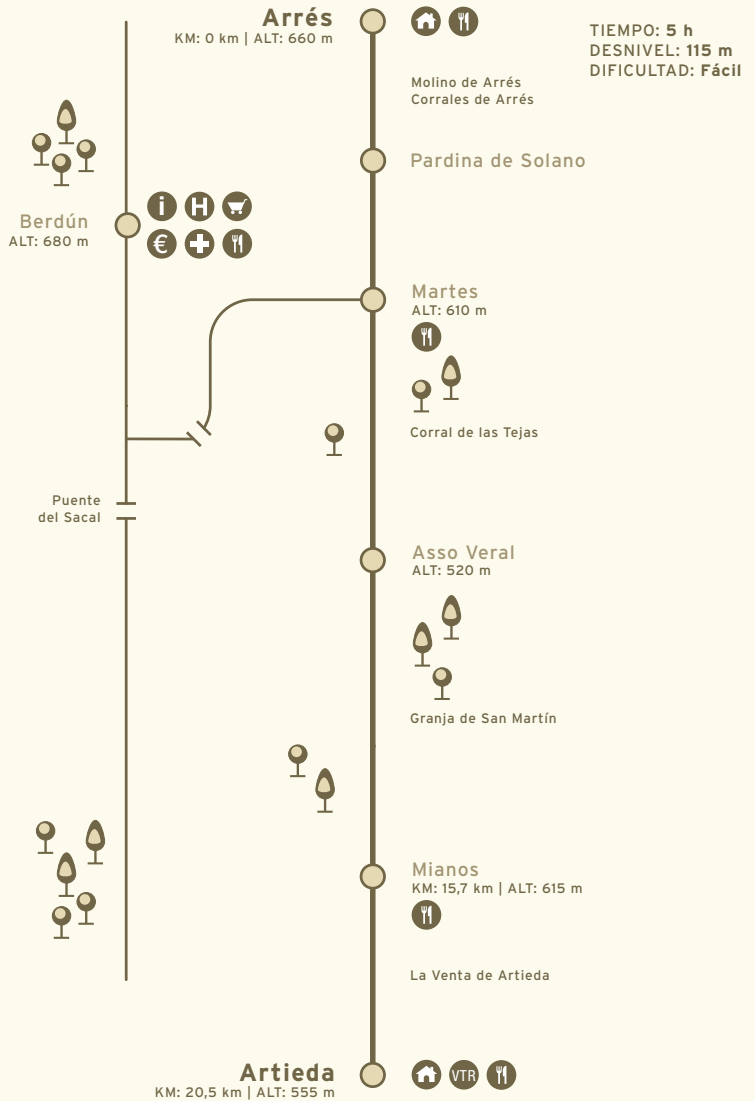 Arrés
KM: 0 km | ALT: 660 m
TIEMPO: 5 h
DESNIVEL: 115 m
DIFICULTAD: Fácil
Molino de Arrés
Corrales de Arrés
Pardina de Solano
i H
Berdún
ALT: 680 m
€
Martes
ALT: 610 m
Corral de las Tejas
Puente
del Sacal
Asso Veral
ALT: 520 m
Granja de San Martín
Mianos
KM: 15,7 km | ALT: 615 m
La Venta de Artieda
Artieda
KM: 20,5 km | ALT: 555 m
VTR